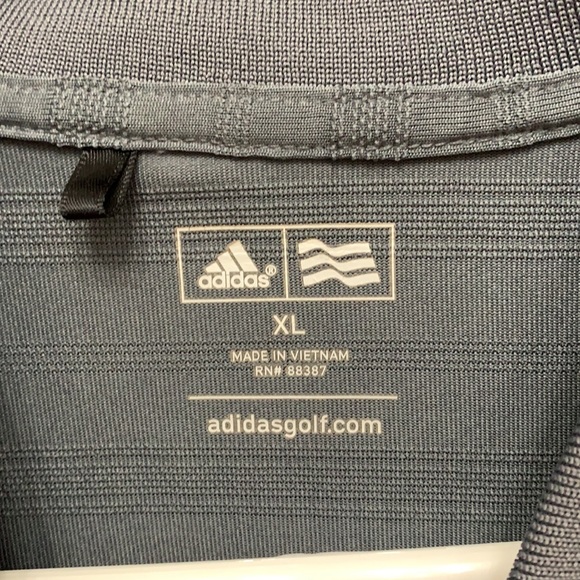 adidas®
XL
MADE IN VIETNAM
RN# 88387
adidasgolf.com